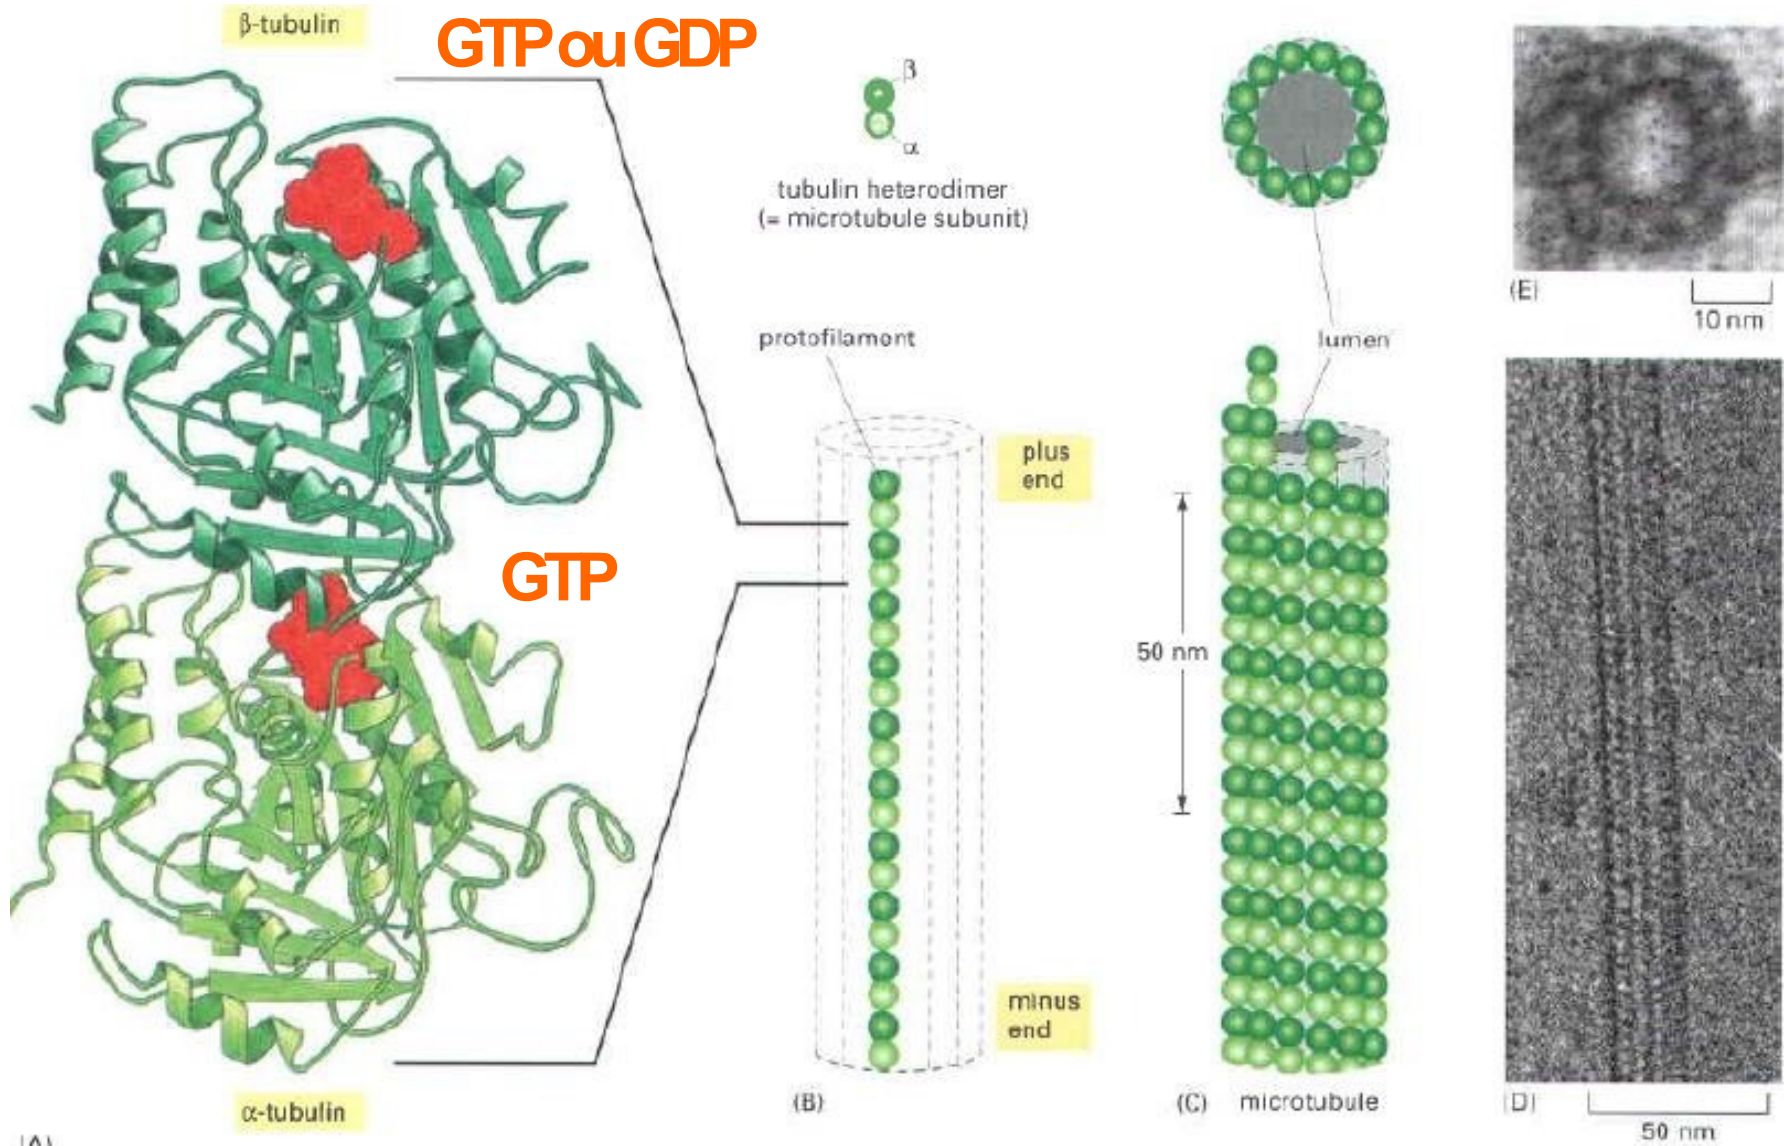 β-tubulin
GTP ou GDP
GTP
α-tubulin
(A)
β
α
tubulin heterodimer
(= microtubule subunit)
protofilament
plus
end
minus
end
(B)
lumen
50 nm
(C)
microtubule
(E)
10 nm
(D)
50 nm